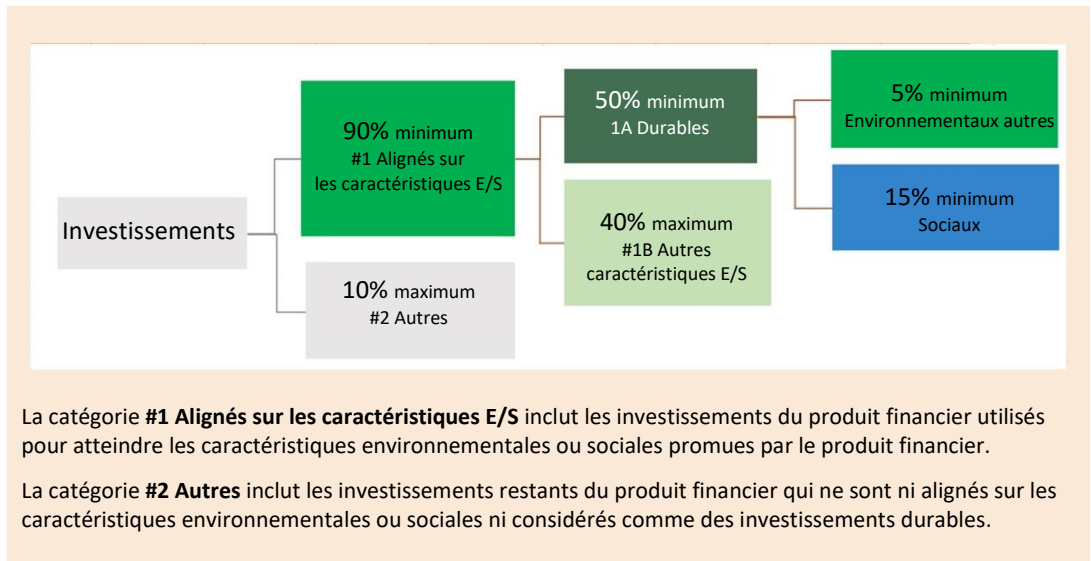 Investissements
90% minimum
#1 Alignés sur
les caractéristiques E/S
10% maximum
#2 Autres
50% minimum
1A Durables
40% maximum
#1B Autres
caractéristiques E/S
5% minimum
Environnementaux autres
15% minimum
Sociaux
La catégorie #1 Alignés sur les caractéristiques E/S inclut les investissements du produit financier utilisés
pour atteindre les caractéristiques environnementales ou sociales promues par le produit financier.
La catégorie #2 Autres inclut les investissements restants du produit financier qui ne sont ni alignés sur les
caractéristiques environnementales ou sociales ni considérés comme des investissements durables.